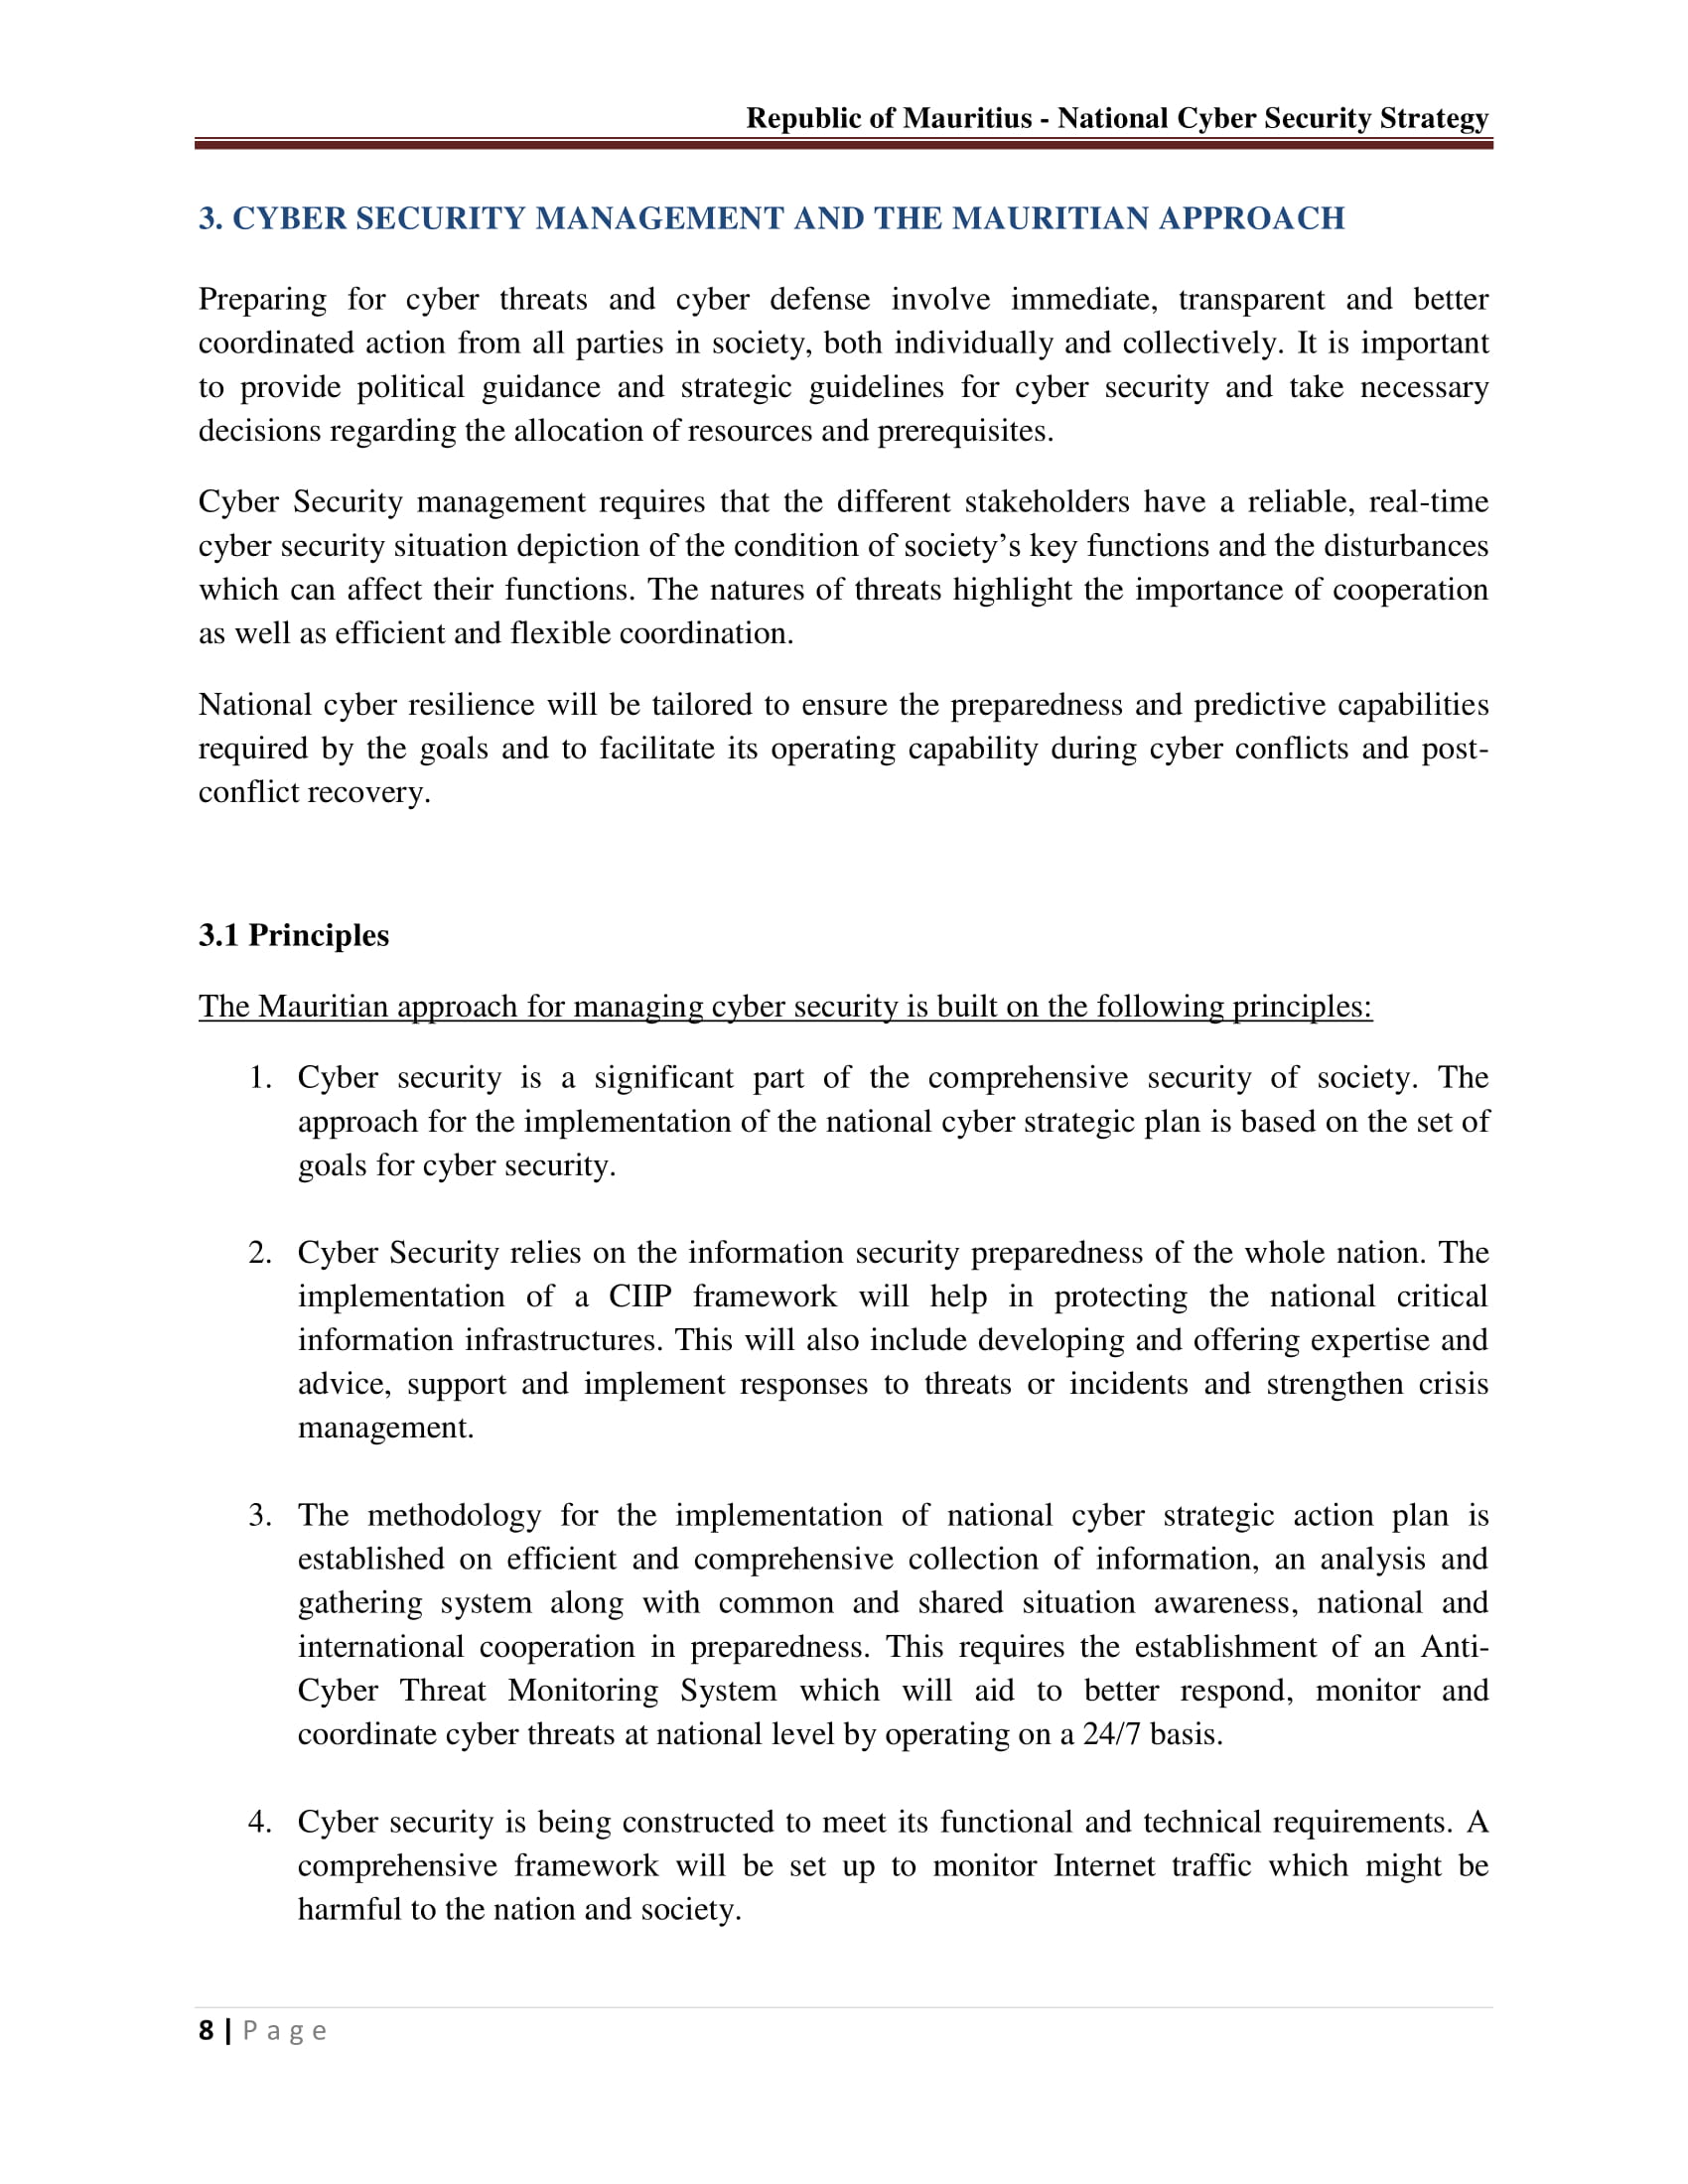 Republic of Mauritius - National Cyber Security Strategy
3. CYBER SECURITY MANAGEMENT AND THE MAURITIAN APPROACH
Preparing for cyber threats and cyber defense involve immediate, transparent and better
coordinated action from all parties in society, both individually and collectively. It is important
to provide political guidance and strategic guidelines for cyber security and take necessary
decisions regarding the allocation of resources and prerequisites.
Cyber Security management requires that the different stakeholders have a reliable, real-time
cyber security situation depiction of the condition of society’s key functions and the disturbances
which can affect their functions. The natures of threats highlight the importance of cooperation
as well as efficient and flexible coordination.
National cyber resilience will be tailored to ensure the preparedness and predictive capabilities
required by the goals and to facilitate its operating capability during cyber conflicts and post-
conflict recovery.
3.1 Principles
The Mauritian approach for managing cyber security is built on the following principles:
1. Cyber security is a significant part of the comprehensive security of society. The
approach for the implementation of the national cyber strategic plan is based on the set of
goals for cyber security.
2. Cyber Security relies on the information security preparedness of the whole nation. The
implementation of a CIIP framework will help in protecting the national critical
information infrastructures. This will also include developing and offering expertise and
advice, support and implement responses to threats or incidents and strengthen crisis
management.
3. The methodology for the implementation of national cyber strategic action plan is
established on efficient and comprehensive collection of information, an analysis and
gathering system along with common and shared situation awareness, national and
international cooperation in preparedness. This requires the establishment of an Anti-
Cyber Threat Monitoring System which will aid to better respond, monitor and
coordinate cyber threats at national level by operating on a 24/7 basis.
4. Cyber security is being constructed to meet its functional and technical requirements. A
comprehensive framework will be set up to monitor Internet traffic which might be
harmful to the nation and society.
8 | Page